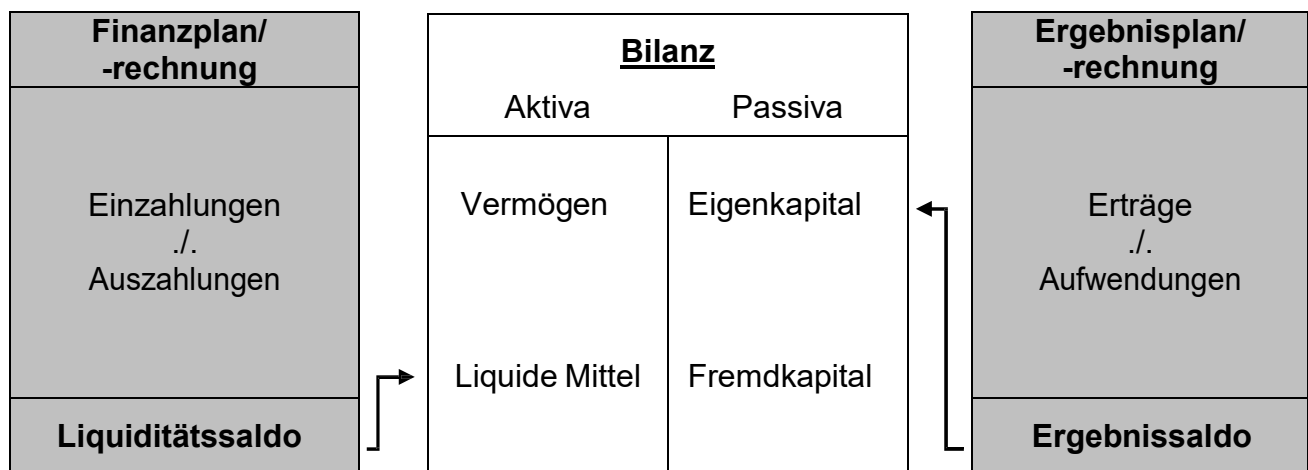 Finanzplan/
-rechnung
Einzahlungen
./.
Auszahlungen
Liquiditätssaldo
Bilanz
Aktiva Passiva
Vermögen Eigenkapital
Liquide Mittel Fremdkapital
Ergebnisplan/
-rechnung
Erträge
./.
Aufwendungen
Ergebnissaldo